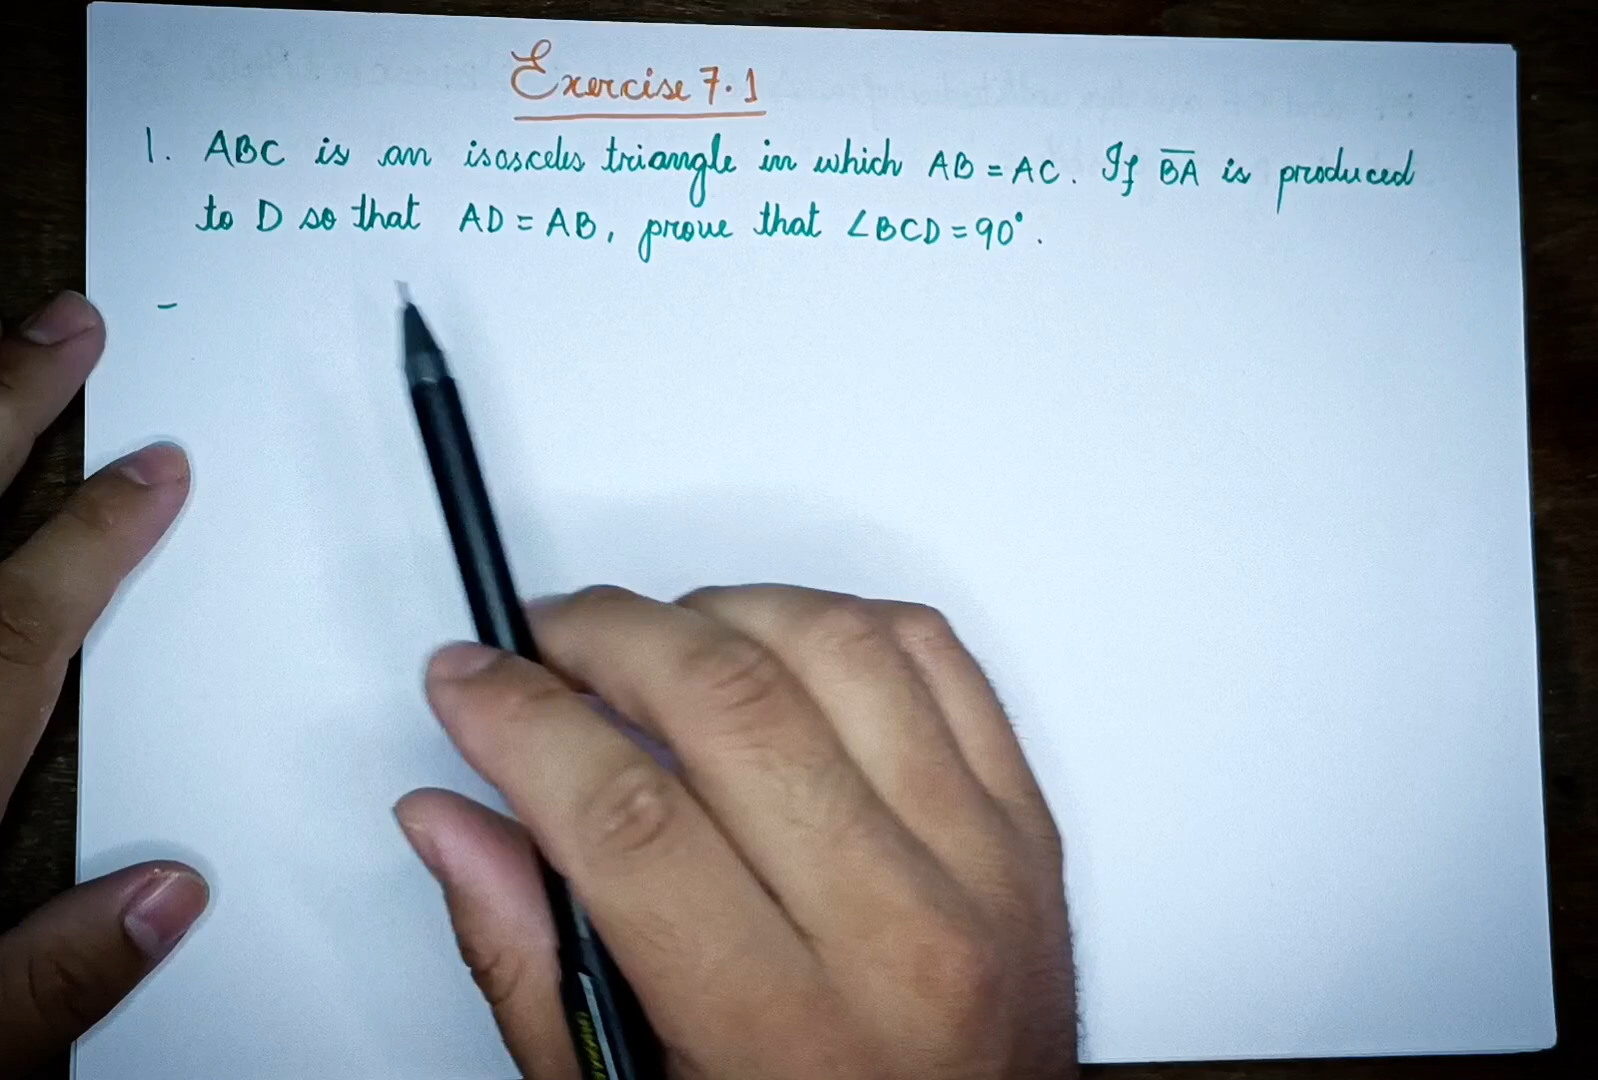 Exercise 7.1
1. ABC is an isosceles triangle in which AB = AC. If B̅A̅ is produced
to D so that AD = AB, prove that ∠BCD = 90°.
-